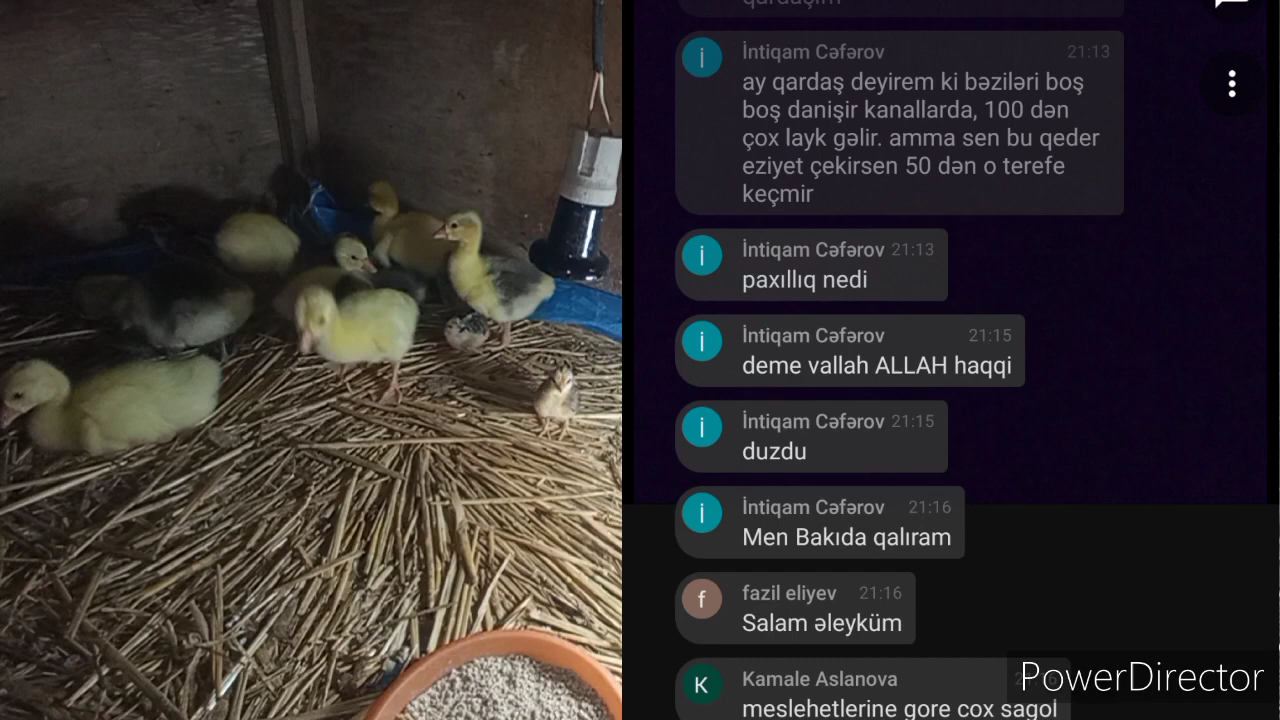 qardaşım
İntiqam Cəfərov 21:13
ay qardaş deyirem ki bəziləri boş
boş danişir kanallarda, 100 dən
çox layk gəlir. amma sen bu qeder
eziyet çekirsen 50 dən o terefe
keçmir
İntiqam Cəfərov 21:13
paxıllıq nedi
İntiqam Cəfərov 21:15
deme vallah ALLAH haqqi
İntiqam Cəfərov 21:15
duzdu
İntiqam Cəfərov 21:16
Men Bakıda qalıram
fazil eliyev 21:16
Salam əleyküm
Kamale Aslanova
meslehetlerine gore cox sagol
PowerDirector